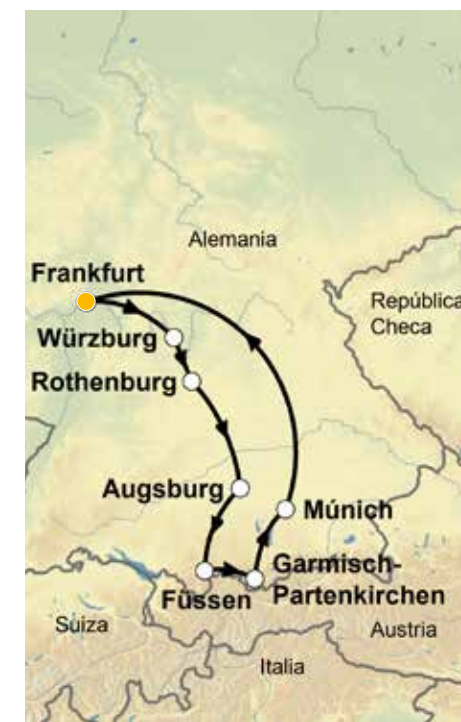 Alemania
Frankfurt
República
Checa
Würzburg
Rothenburg
Augsburg
Múnich
Garmisch-
Partenkirchen
Füssen
Suiza
Austria
Italia